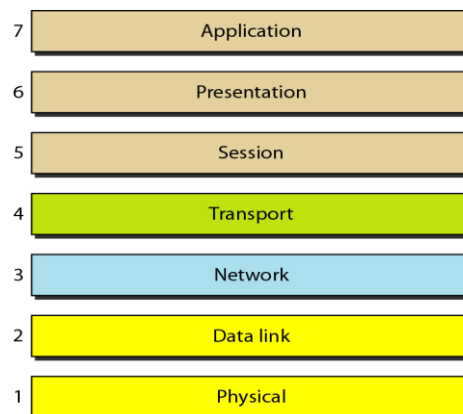 7 Application
6 Presentation
5 Session
4 Transport
3 Network
2 Data link
1 Physical